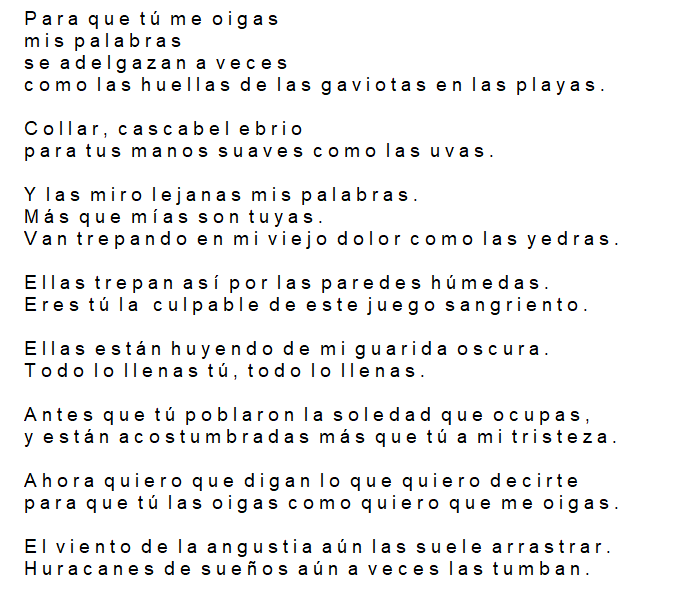 Para que tú me oigas
mis palabras
se adelgazan a veces
como las huellas de las gaviotas en las playas.

Collar, cascabel ebrio
para tus manos suaves como las uvas.

Y las miro lejanas mis palabras.
Más que mías son tuyas.
Van trepando en mi viejo dolor como las yedras.

Ellas trepan así por las paredes húmedas.
Eres tú la culpable de este juego sangriento.

Ellas están huyendo de mi guarida oscura.
Todo lo llenas tú, todo lo llenas.

Antes que tú poblaron la soledad que ocupas,
y están acostumbradas más que tú a mi tristeza.

Ahora quiero que digan lo que quiero decirte
para que tú las oigas como quiero que me oigas.

El viento de la angustia aún las suele arrastrar.
Huracanes de sueños aún a veces las tumban.